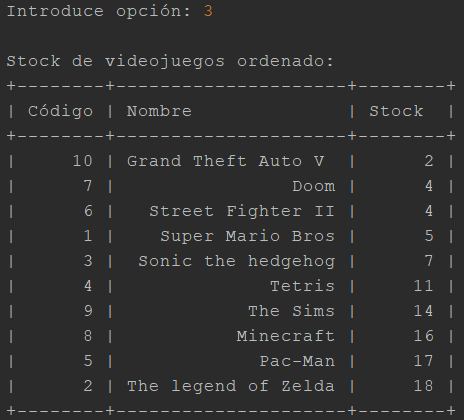 Introduce opción: 3
Stock de videojuegos ordenado:
+--------+---------------------+--------+
| Código | Nombre              | Stock  |
+--------+---------------------+--------+
|     10 | Grand Theft Auto V  |      2 |
|      7 |                Doom |      4 |
|      6 |   Street Fighter II |      4 |
|      1 |    Super Mario Bros |      5 |
|      3 |  Sonic the hedgehog |      7 |
|      4 |              Tetris |     11 |
|      9 |            The Sims |     14 |
|      8 |           Minecraft |     16 |
|      5 |             Pac-Man |     17 |
|      2 | The legend of Zelda |     18 |
+--------+---------------------+--------+